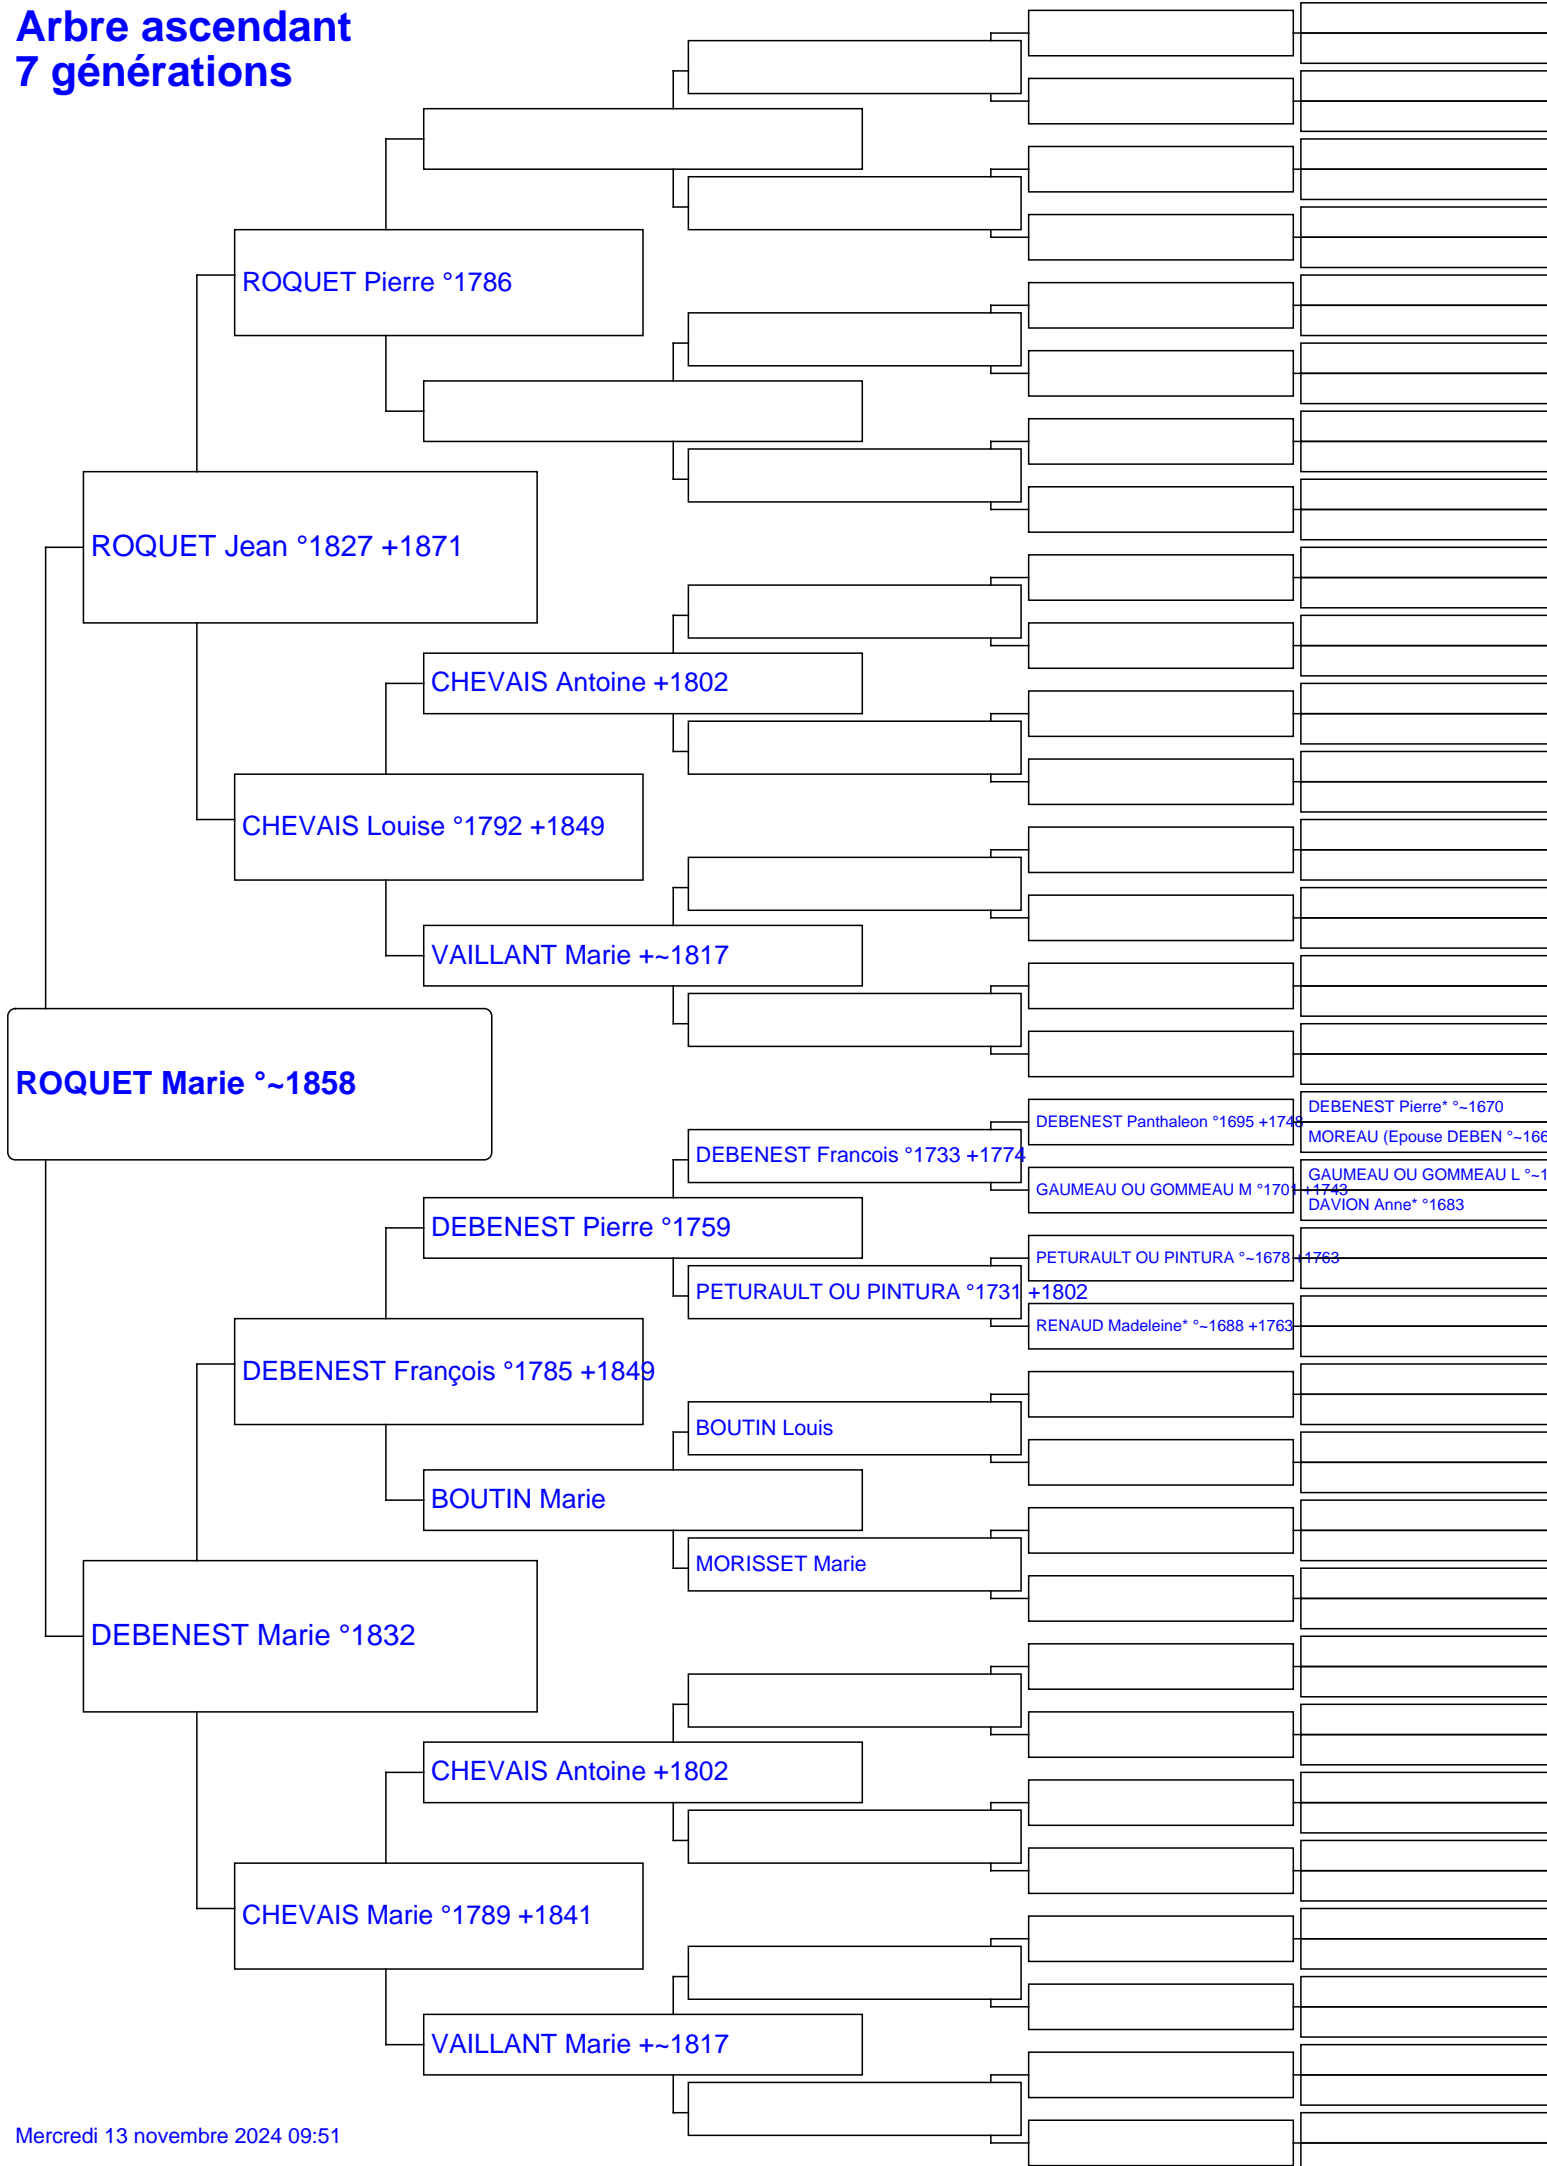 Arbre ascendant
7 générations
ROQUET Pierre °1786
ROQUET Jean °1827 +1871
CHEVAIS Antoine +1802
CHEVAIS Louise °1792 +1849
VAILLANT Marie +~1817
ROQUET Marie °~1858
DEBENEST Panthaleon °1695 +1748
DEBENEST Pierre* °~1670
MOREAU (Epouse DEBEN °~166
DEBENEST Francois °1733 +1774
GAUMEAU OU GOMMEAU M °1701 +1743
GAUMEAU OU GOMMEAU L °~1
DAVION Anne* °1683
DEBENEST Pierre °1759
PETURAULT OU PINTURA °~1678 +1763
PETURAULT OU PINTURA °1731 +1802
RENAUD Madeleine* °~1688 +1763
DEBENEST François °1785 +1849
BOUTIN Louis
BOUTIN Marie
MORISSET Marie
DEBENEST Marie °1832
CHEVAIS Antoine +1802
CHEVAIS Marie °1789 +1841
VAILLANT Marie +~1817
Mercredi 13 novembre 2024 09:51